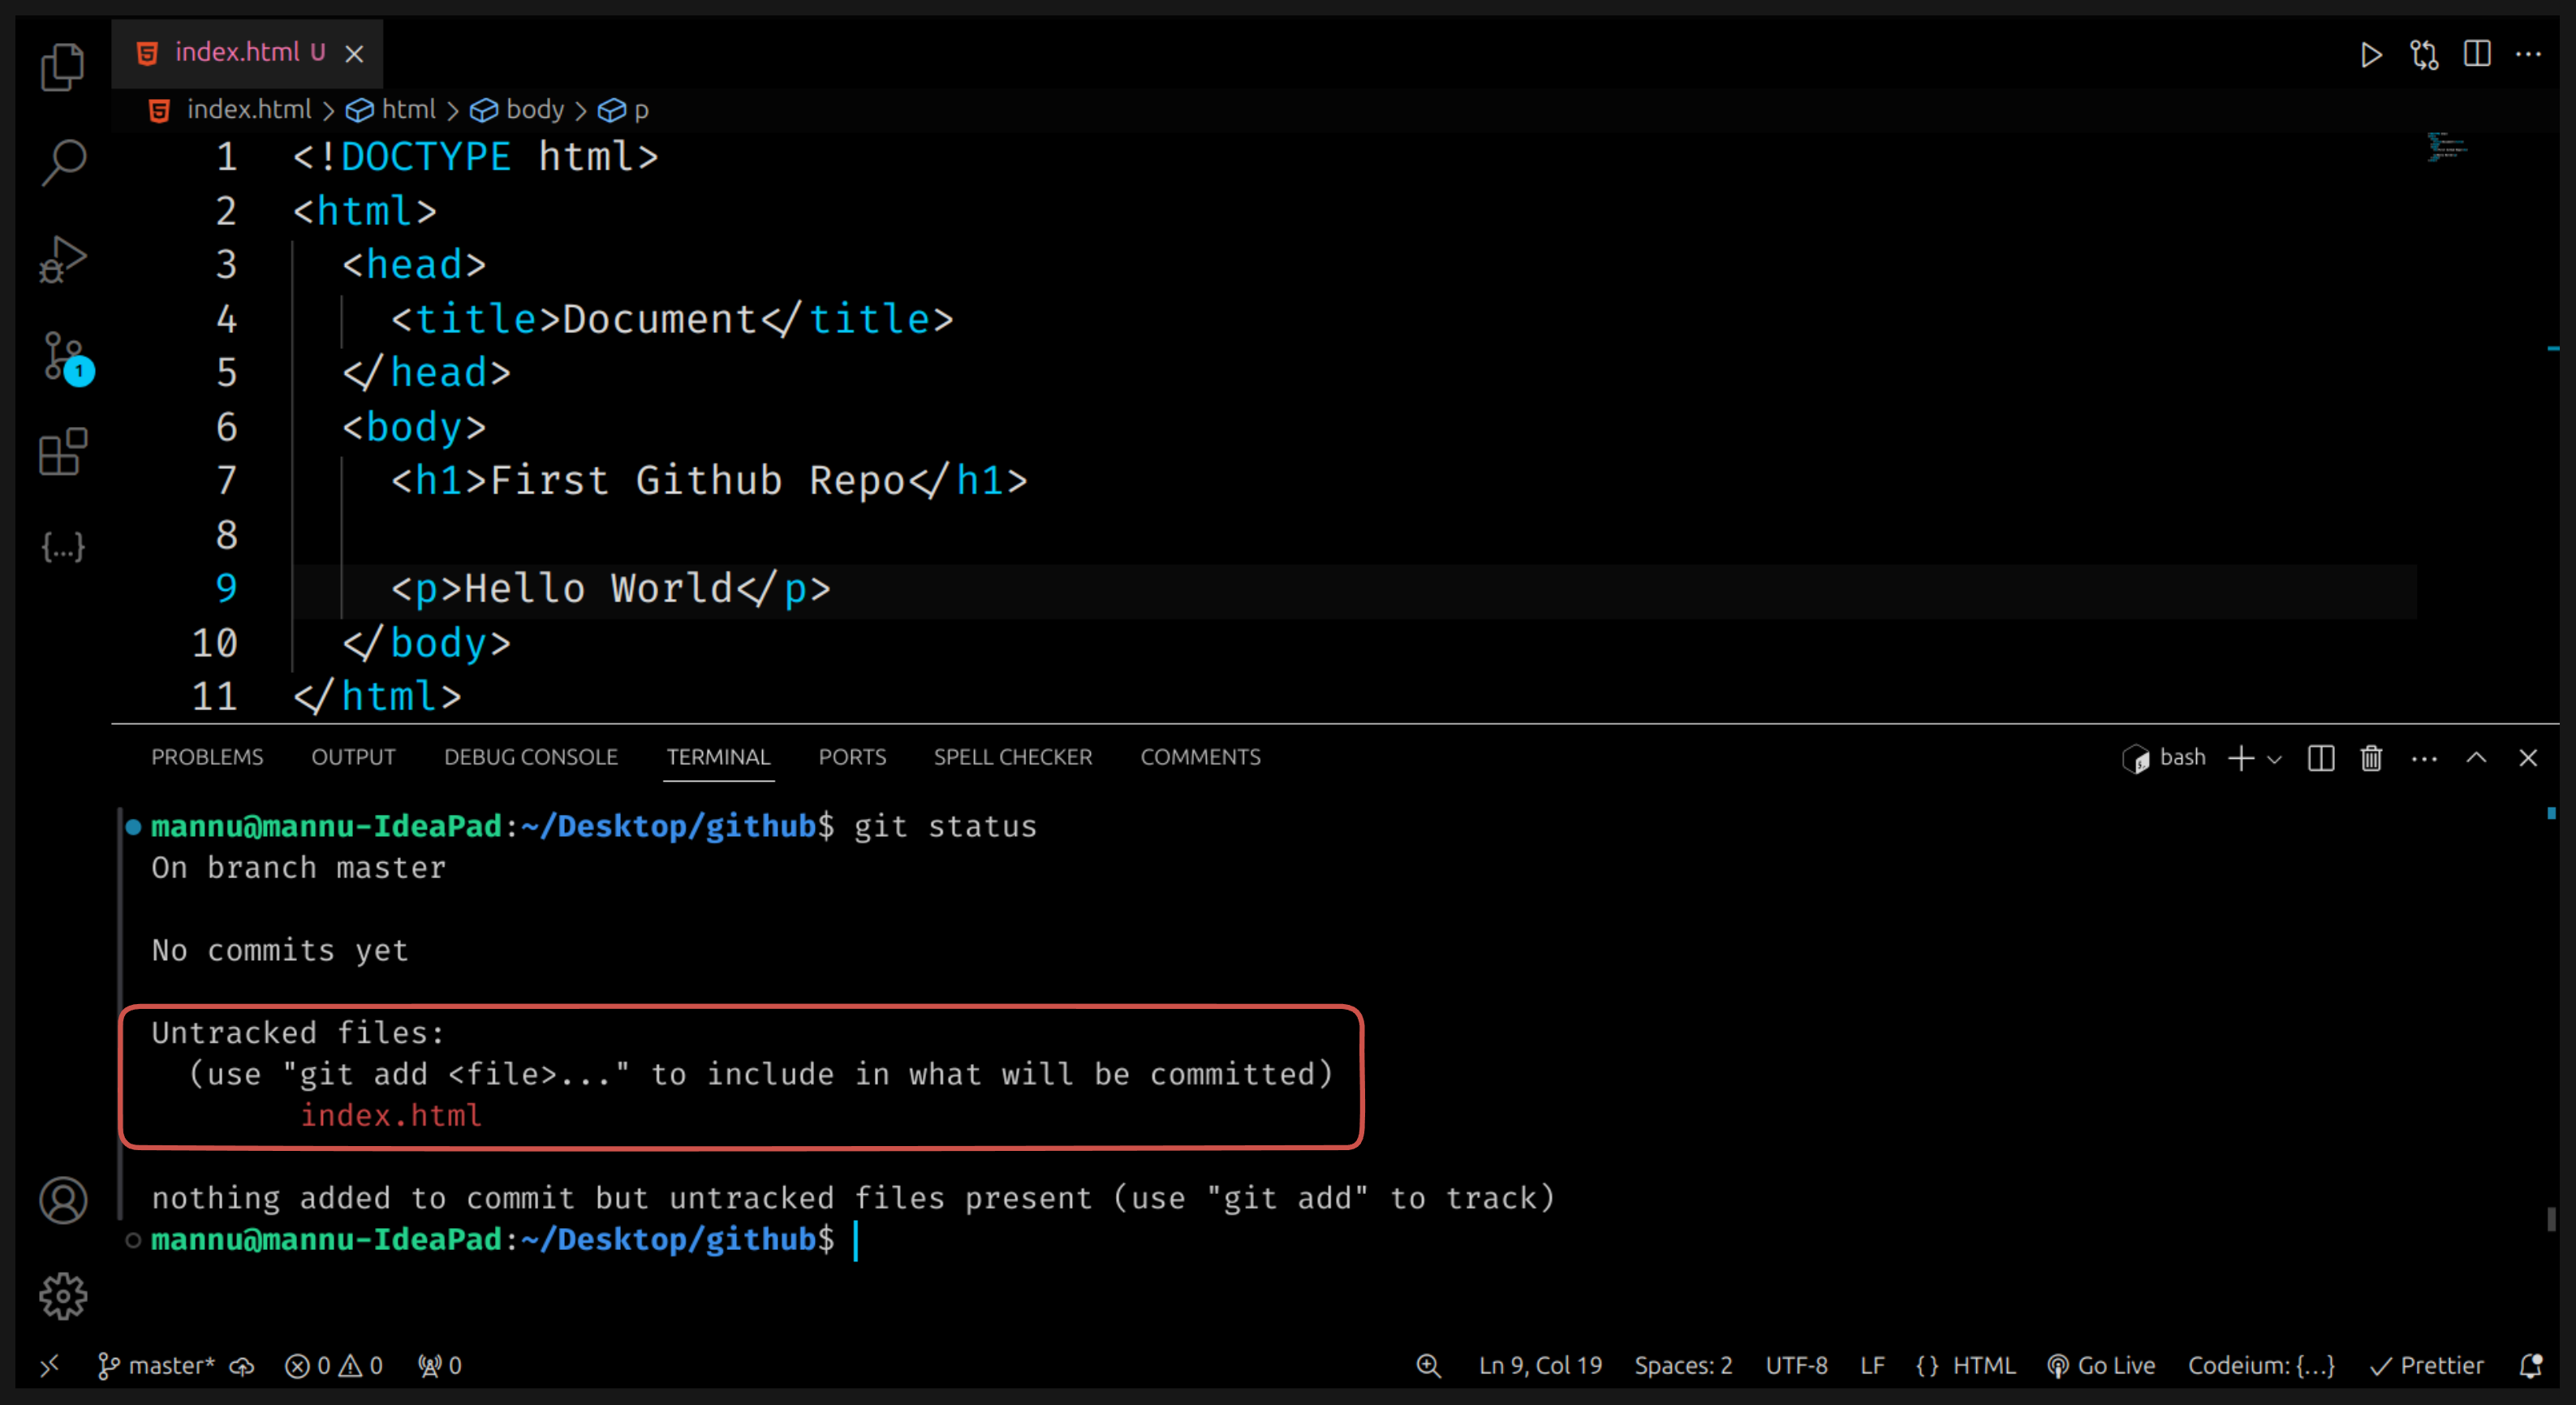 index.html U
index.html > html > body > p
1 <!DOCTYPE html>
2 <html>
3 <head>
4 <title>Document</title>
5 </head>
6 <body>
7 <h1>First Github Repo</h1>
8
9 <p>Hello World</p>
10 </body>
11 </html>
1
{...}
PROBLEMS OUTPUT DEBUG CONSOLE TERMINAL PORTS SPELL CHECKER COMMENTS bash
mannu@mannu-IdeaPad:~/Desktop/github$ git status
On branch master
No commits yet
Untracked files:
(use "git add <file>..." to include in what will be committed)
index.html
nothing added to commit but untracked files present (use "git add" to track)
mannu@mannu-IdeaPad:~/Desktop/github$
master* 0 0 0 Ln 9, Col 19 Spaces: 2 UTF-8 LF {} HTML Go Live Codeium: {...} Prettier